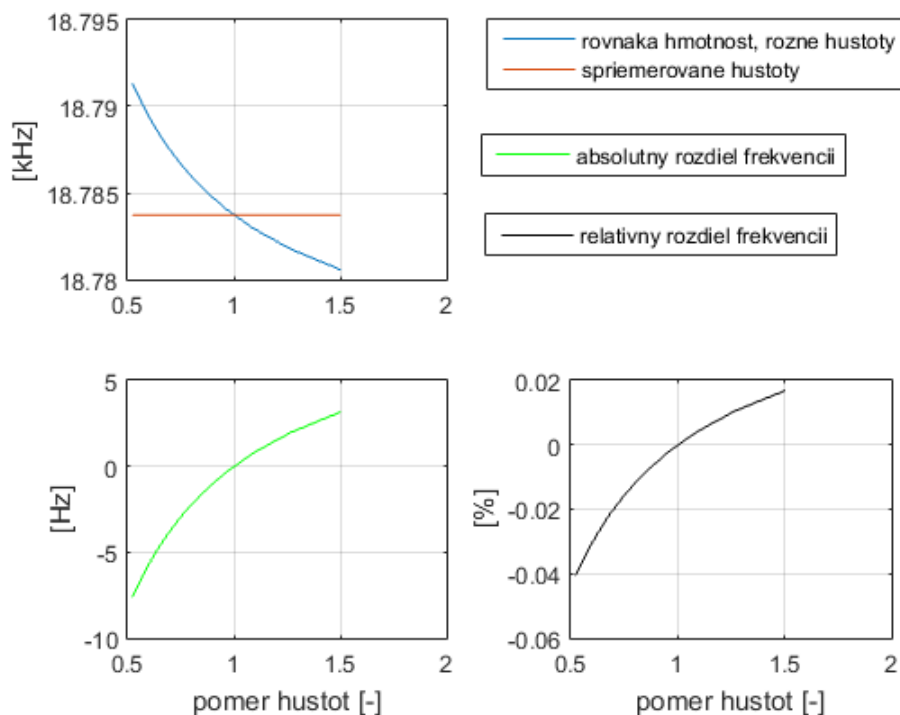 18.795
18.79
18.785
18.78
[kHz]
0.5 1 1.5 2
rovnaka hmotnost, rozne hustoty
spriemerovane hustoty
absolutny rozdiel frekvencii
relativny rozdiel frekvencii
5
0
-5
-10
[Hz]
0.5 1 1.5 2
pomer hustot [-]
0.02
0
-0.02
-0.04
-0.06
[%]
0.5 1 1.5 2
pomer hustot [-]